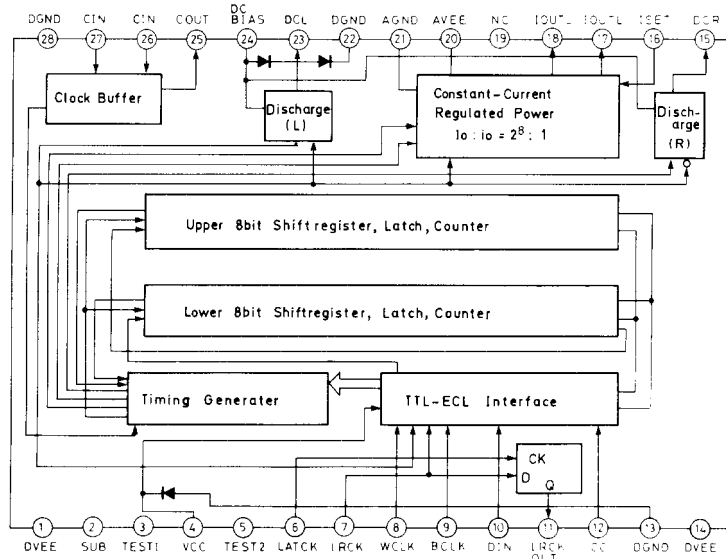 DGND CIN CIN COUT DC BIAS DCL DGND AGND AVEE NC IOUTL IOUTL ISET DCR
28 27 26 25 24 23 22 21 20 19 18 17 16 15
Clock Buffer
Discharge
(L)
Constant-Current
Regulated Power
Io : io = 2⁸ : 1
Disch-
arge
(R)
Upper 8bit Shiftregister, Latch, Counter
Lower 8bit Shiftregister, Latch, Counter
Timing Generater
TTL-ECL Interface
CK
D
Q
1 2 3 4 5 6 7 8 9 10 11 12 13 14
DVEE SUB TEST1 VCC TEST2 LATCK LRCK WCLK BCLK DIN LRCK OUT DGND DVEE